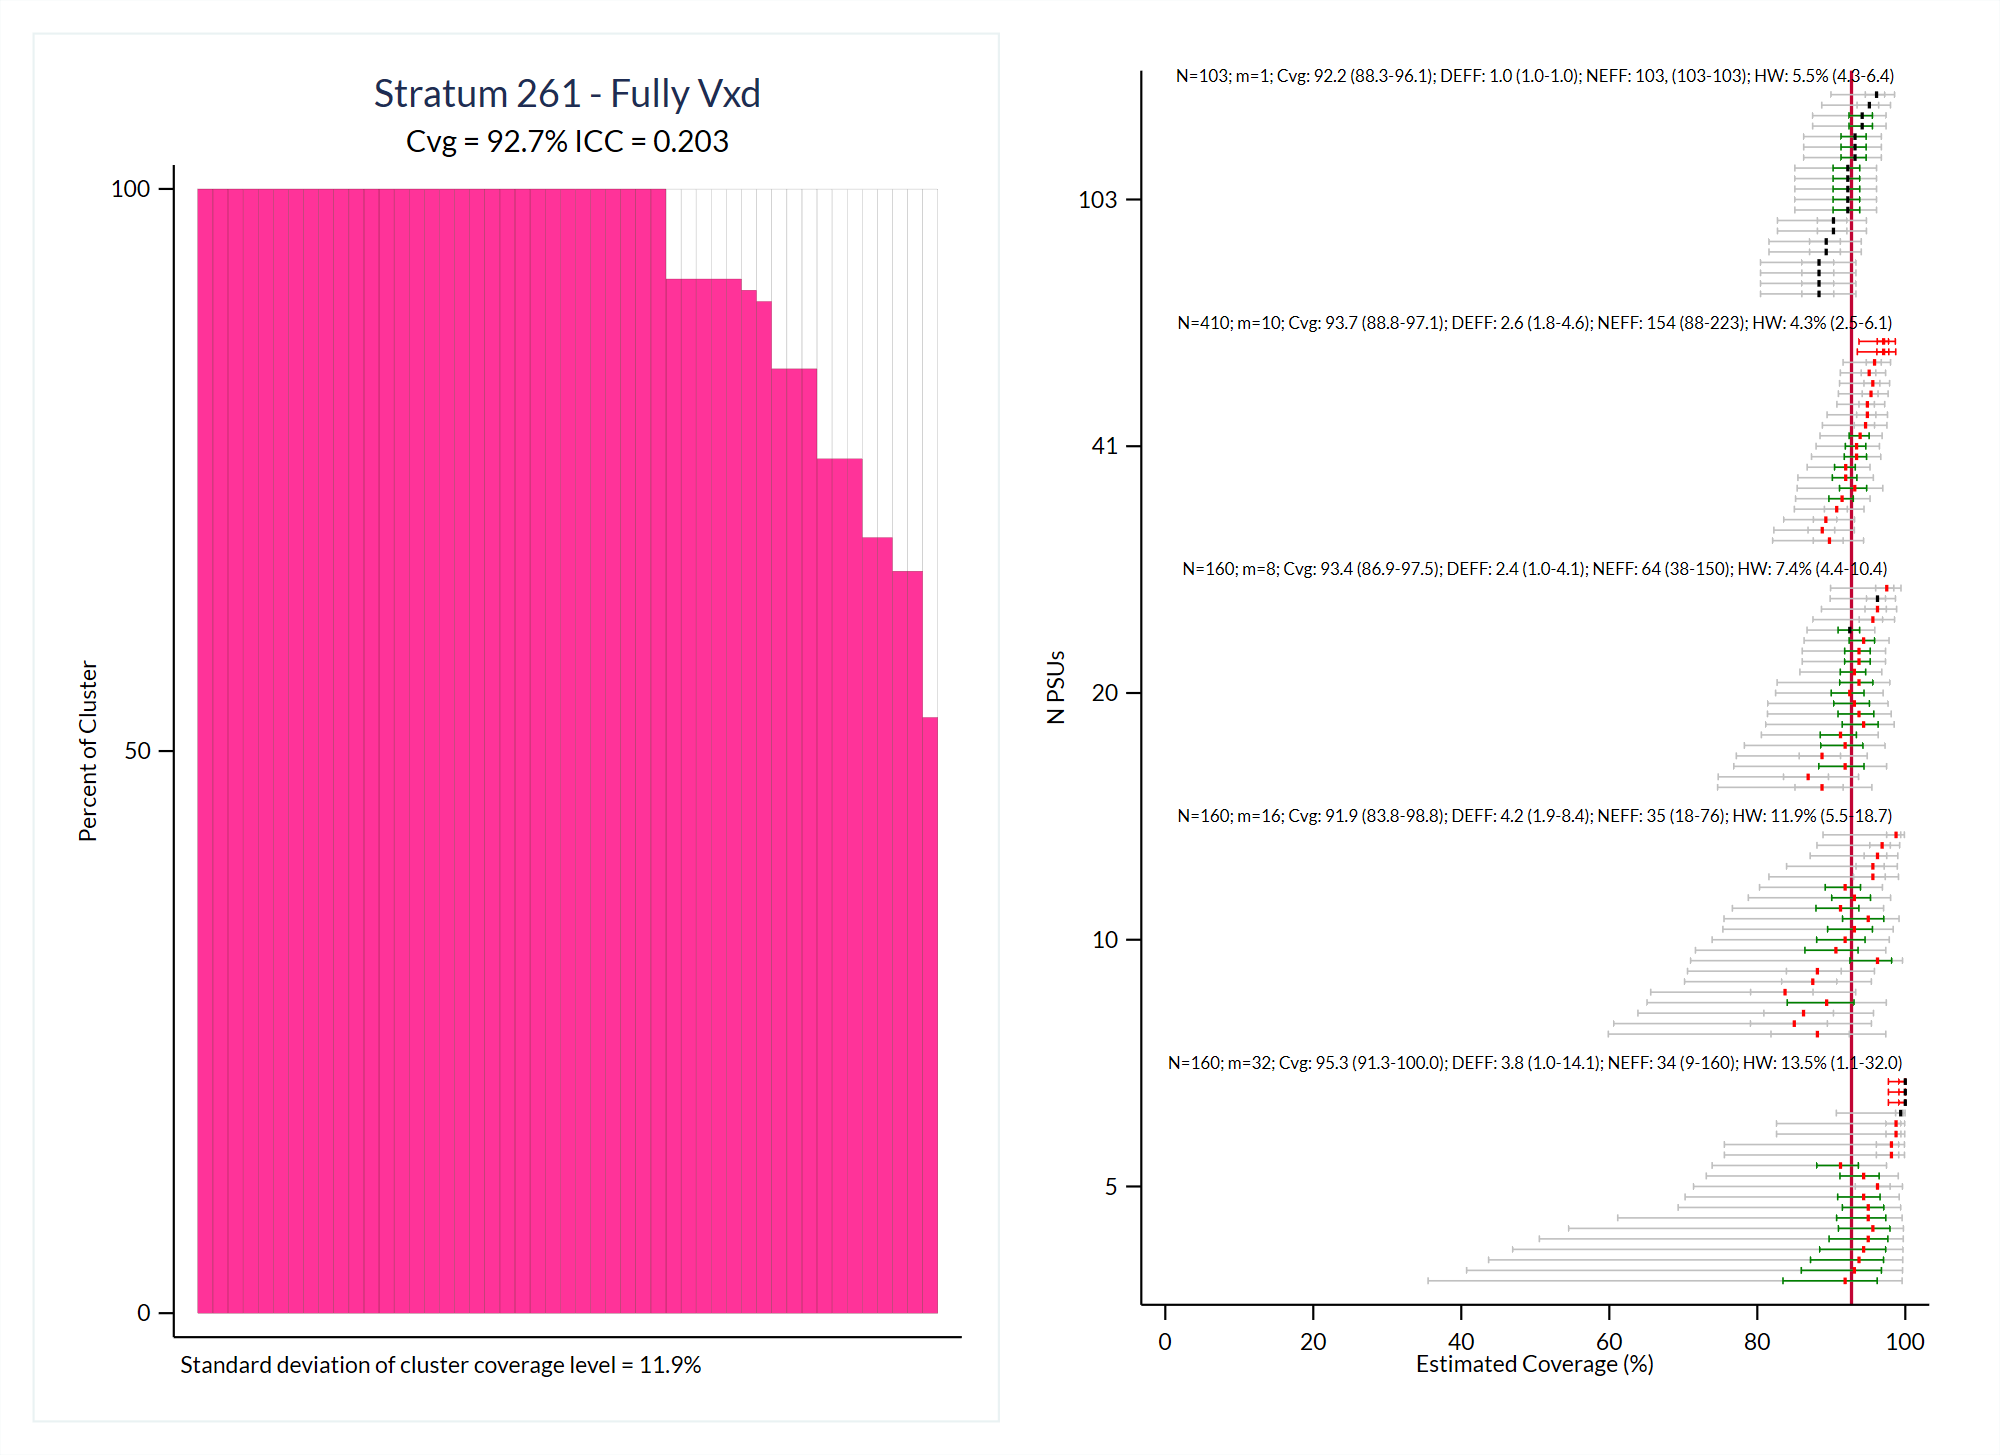 Stratum 261 - Fully Vxd
Cvg = 92.7% ICC = 0.203
100
50
0
Percent of Cluster
Standard deviation of cluster coverage level = 11.9%
N=103; m=1; Cvg: 92.2 (88.3-96.1); DEFF: 1.0 (1.0-1.0); NEFF: 103, (103-103); HW: 5.5% (4.3-6.4)
103
N=410; m=10; Cvg: 93.7 (88.8-97.1); DEFF: 2.6 (1.8-4.6); NEFF: 154 (88-223); HW: 4.3% (2.5-6.1)
41
N=160; m=8; Cvg: 93.4 (86.9-97.5); DEFF: 2.4 (1.0-4.1); NEFF: 64 (38-150); HW: 7.4% (4.4-10.4)
N PSUs
20
N=160; m=16; Cvg: 91.9 (83.8-98.8); DEFF: 4.2 (1.9-8.4); NEFF: 35 (18-76); HW: 11.9% (5.5-18.7)
10
N=160; m=32; Cvg: 95.3 (91.3-100.0); DEFF: 3.8 (1.0-14.1); NEFF: 34 (9-160); HW: 13.5% (1.1-32.0)
5
0 20 40 60 80 100
Estimated Coverage (%)